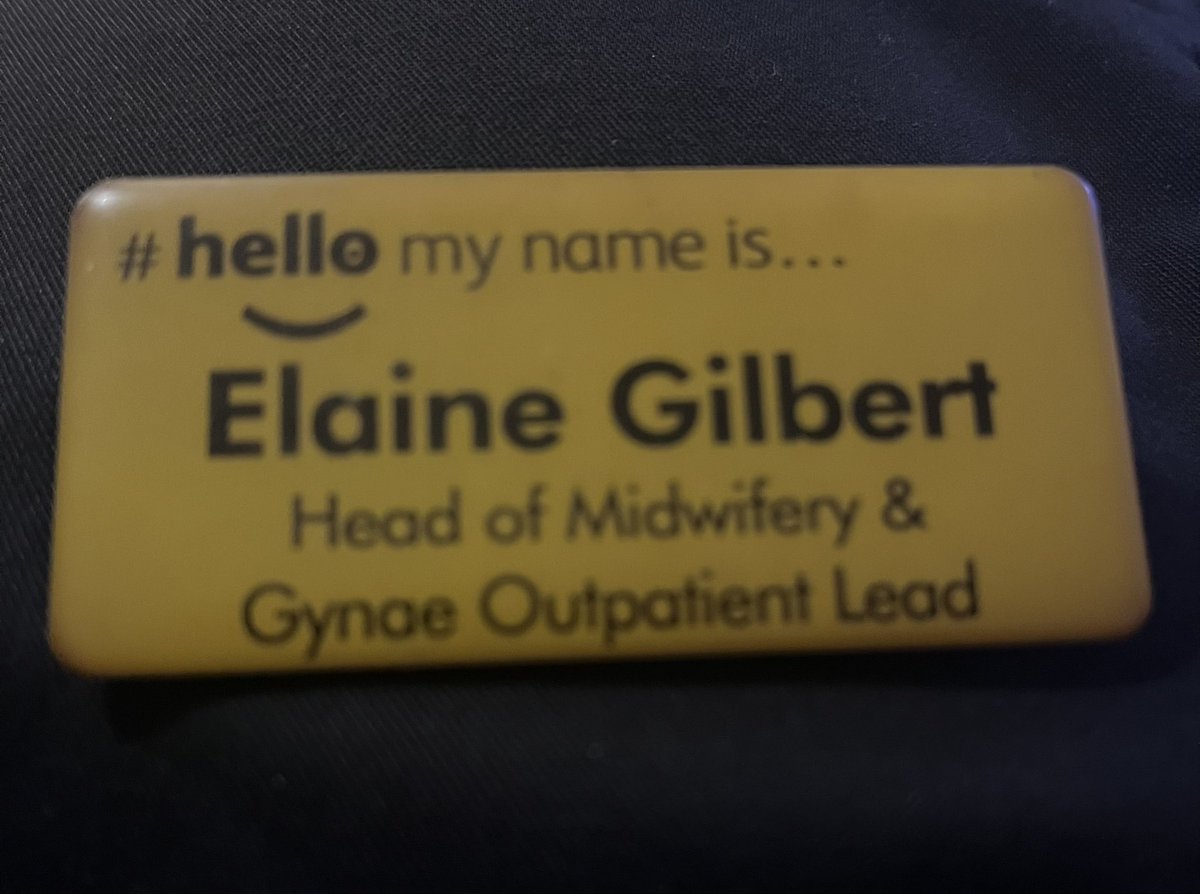 #hello my name is...
Elaine Gilbert
Head of Midwifery &
Gynae Outpatient Lead